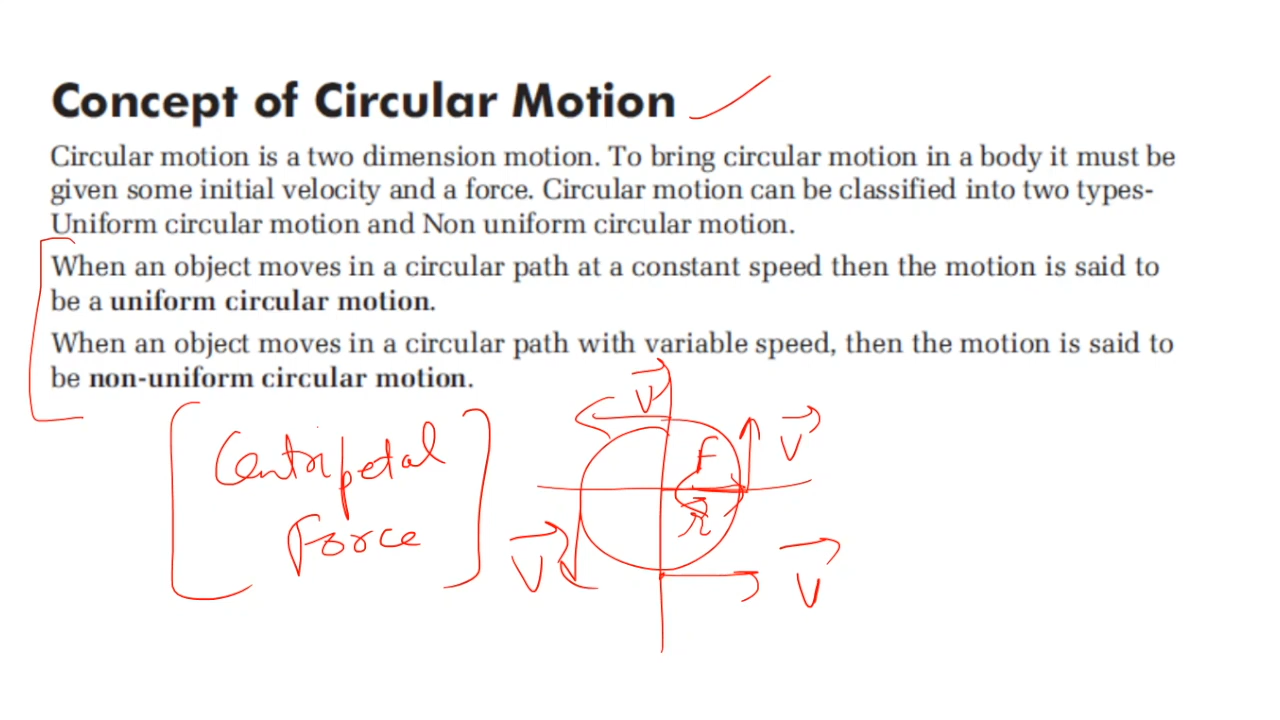 Concept of Circular Motion
Circular motion is a two dimension motion. To bring circular motion in a body it must be
given some initial velocity and a force. Circular motion can be classified into two types-
Uniform circular motion and Non uniform circular motion.
When an object moves in a circular path at a constant speed then the motion is said to
be a uniform circular motion.
When an object moves in a circular path with variable speed, then the motion is said to
be non-uniform circular motion.
Centripetal
Force
V
V
F
r
V
V